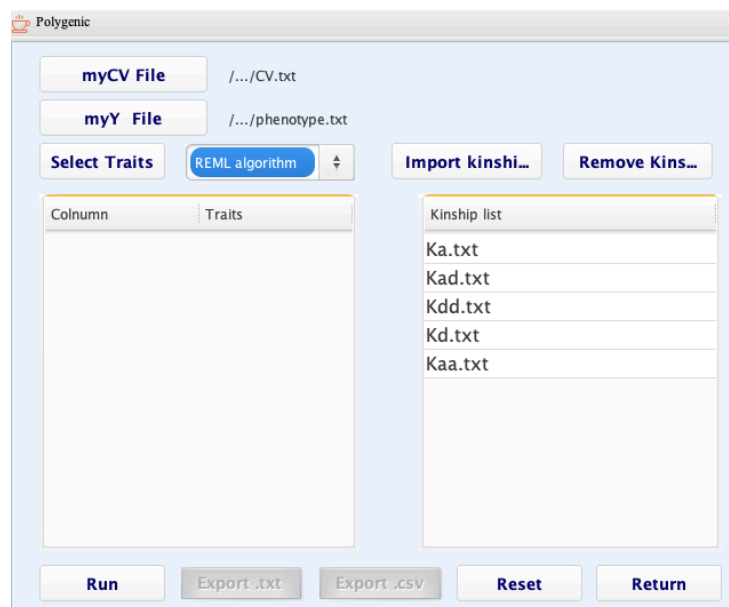 Polygenic
myCV File /.../CV.txt
myY File /.../phenotype.txt
Select Traits REML algorithm Import kinshi... Remove Kins...
Colnumn Traits Kinship list
Ka.txt
Kad.txt
Kdd.txt
Kd.txt
Kaa.txt
Run Export .txt Export .csv Reset Return